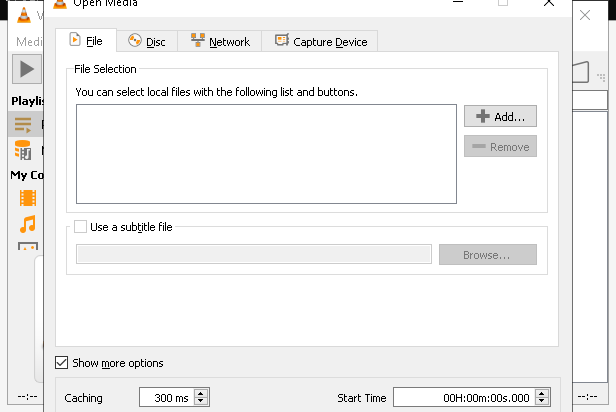 Open Media
Medi
File
Disc
Network
Capture Device
File Selection
You can select local files with the following list and buttons.
Add...
Remove
Playlis
My Co
Use a subtitle file
Browse...
Show more options
Caching
300 ms
Start Time
00H:00m:00s.000
--:--
--:--